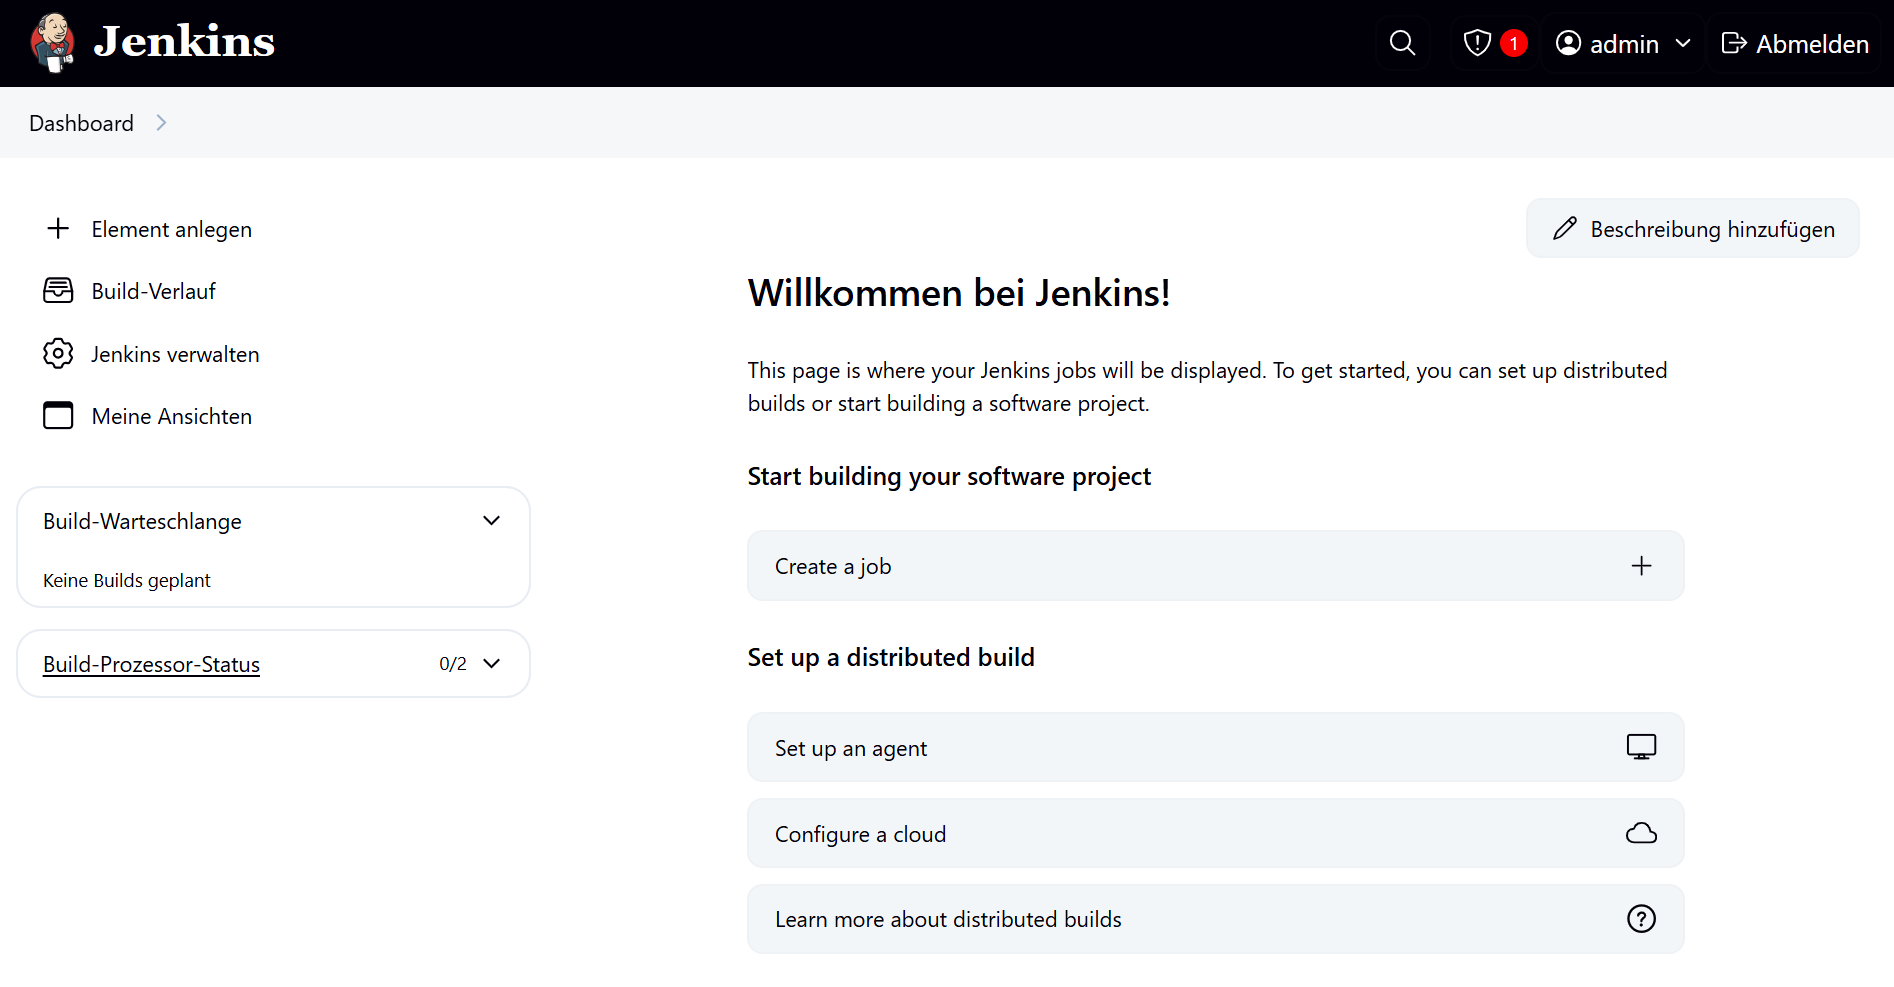 Jenkins
1
admin
Abmelden
Dashboard
Element anlegen
Build-Verlauf
Jenkins verwalten
Meine Ansichten
Build-Warteschlange
Keine Builds geplant
Build-Prozessor-Status
0/2
Beschreibung hinzufügen
Willkommen bei Jenkins!
This page is where your Jenkins jobs will be displayed. To get started, you can set up distributed
builds or start building a software project.
Start building your software project
Create a job
Set up a distributed build
Set up an agent
Configure a cloud
Learn more about distributed builds